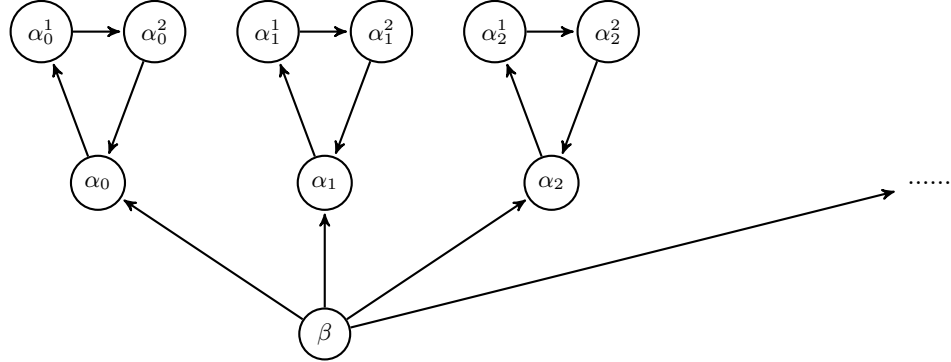 α₀¹ α₀² α₁¹ α₁² α₂¹ α₂²
α₀ α₁ α₂ ......
β